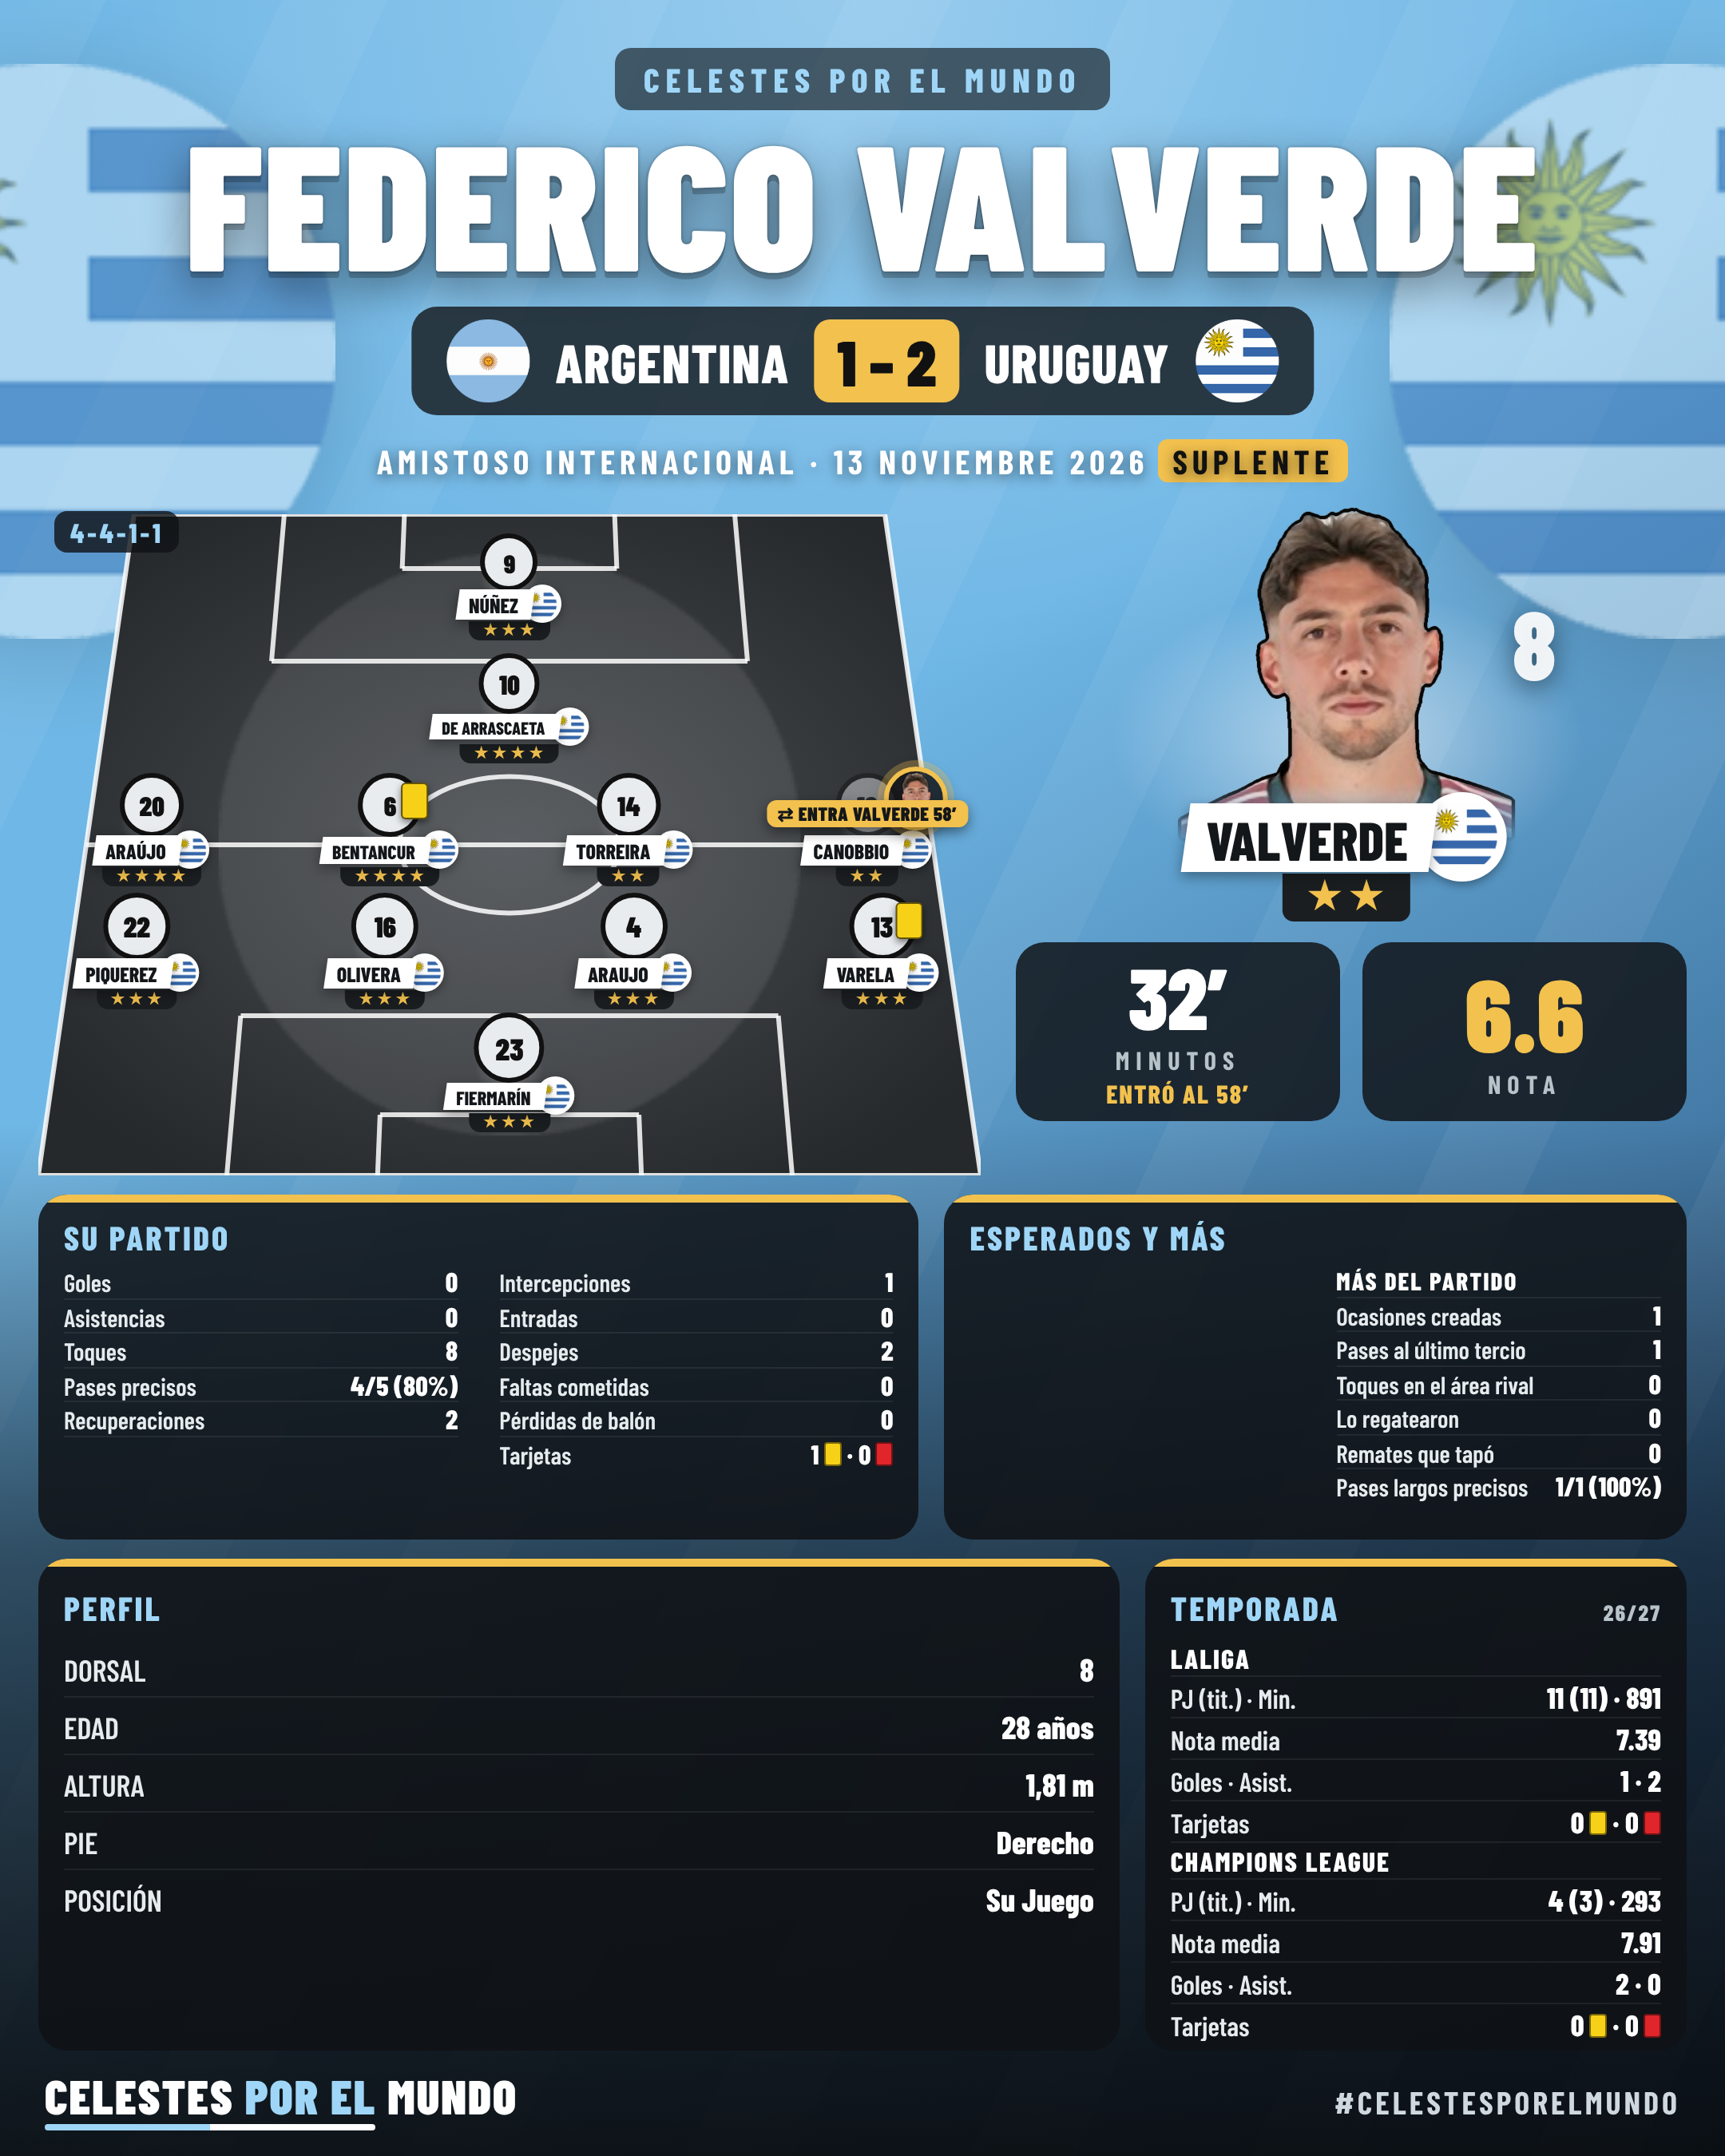 CELESTES POR EL MUNDO
FEDERICO VALVERDE
ARGENTINA 1 - 2 URUGUAY
AMISTOSO INTERNACIONAL · 13 NOVIEMBRE 2026 SUPLENTE
4-4-1-1
9
NÚÑEZ
★★★
10
DE ARRASCAETA
★★★★
20
6
14
⇄ ENTRA VALVERDE 58’
ARAÚJO
BENTANCUR
TORREIRA
CANOBBIO
★★★★
★★★★
★★
★★
22
16
4
13
PIQUEREZ
OLIVERA
ARAUJO
VARELA
★★★
★★★
★★★
★★★
23
FIERMARÍN
★★★
8
VALVERDE
★★
32’
MINUTOS
ENTRÓ AL 58’
6.6
NOTA
SU PARTIDO
Goles 0
Asistencias 0
Toques 8
Pases precisos 4/5 (80%)
Recuperaciones 2
Intercepciones 1
Entradas 0
Despejes 2
Faltas cometidas 0
Pérdidas de balón 0
Tarjetas 1 · 0
ESPERADOS Y MÁS
MÁS DEL PARTIDO
Ocasiones creadas 1
Pases al último tercio 1
Toques en el área rival 0
Lo regatearon 0
Remates que tapó 0
Pases largos precisos 1/1 (100%)
PERFIL
DORSAL 8
EDAD 28 años
ALTURA 1,81 m
PIE Derecho
POSICIÓN Su Juego
TEMPORADA 26/27
LALIGA
PJ (tit.) · Min. 11 (11) · 891
Nota media 7.39
Goles · Asist. 1 · 2
Tarjetas 0 · 0
CHAMPIONS LEAGUE
PJ (tit.) · Min. 4 (3) · 293
Nota media 7.91
Goles · Asist. 2 · 0
Tarjetas 0 · 0
CELESTES POR EL MUNDO
#CELESTESPORELMUNDO